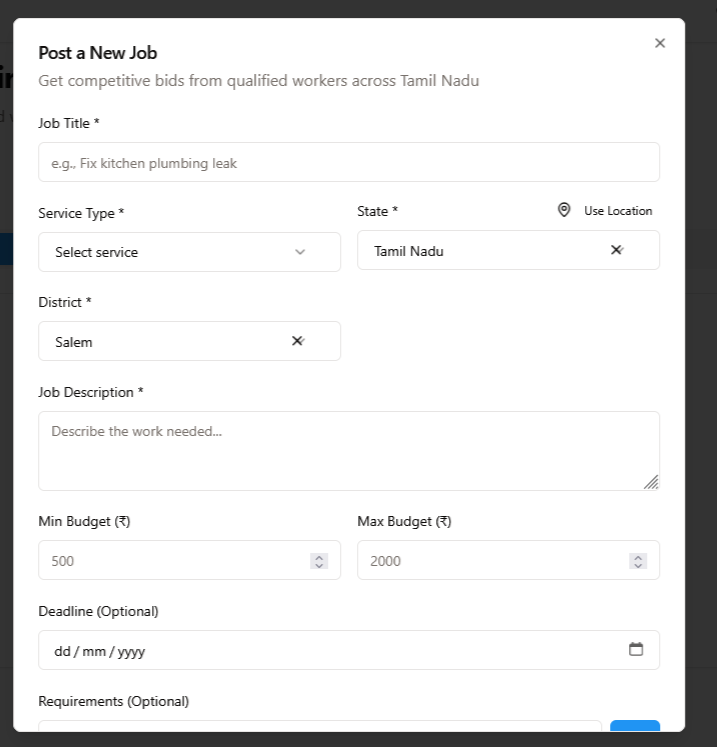 Post a New Job
Get competitive bids from qualified workers across Tamil Nadu
Job Title *
e.g., Fix kitchen plumbing leak
Service Type *
State *
Use Location
Select service
Tamil Nadu
District *
Salem
Job Description *
Describe the work needed...
Min Budget (₹)
Max Budget (₹)
500
2000
Deadline (Optional)
dd / mm / yyyy
Requirements (Optional)